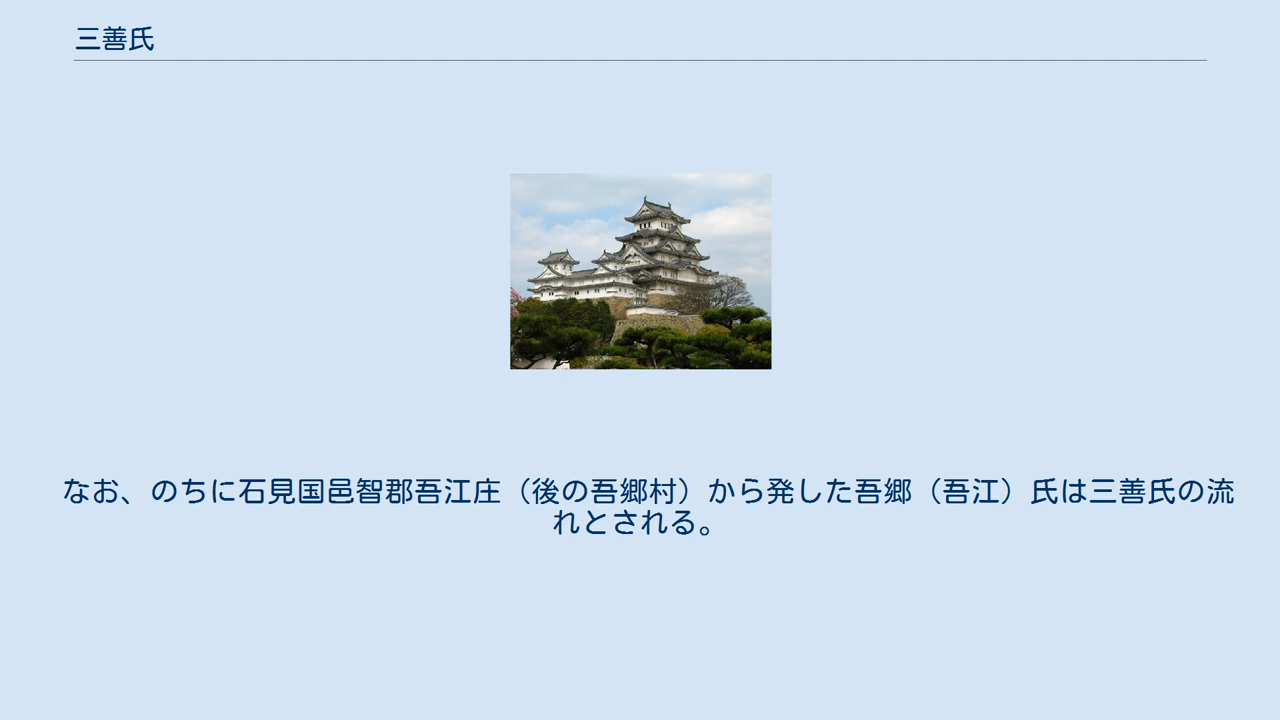 三善氏
なお、のちに石見国邑智郡吾江庄（後の吾郷村）から発した吾郷（吾江）氏は三善氏の流
れとされる。